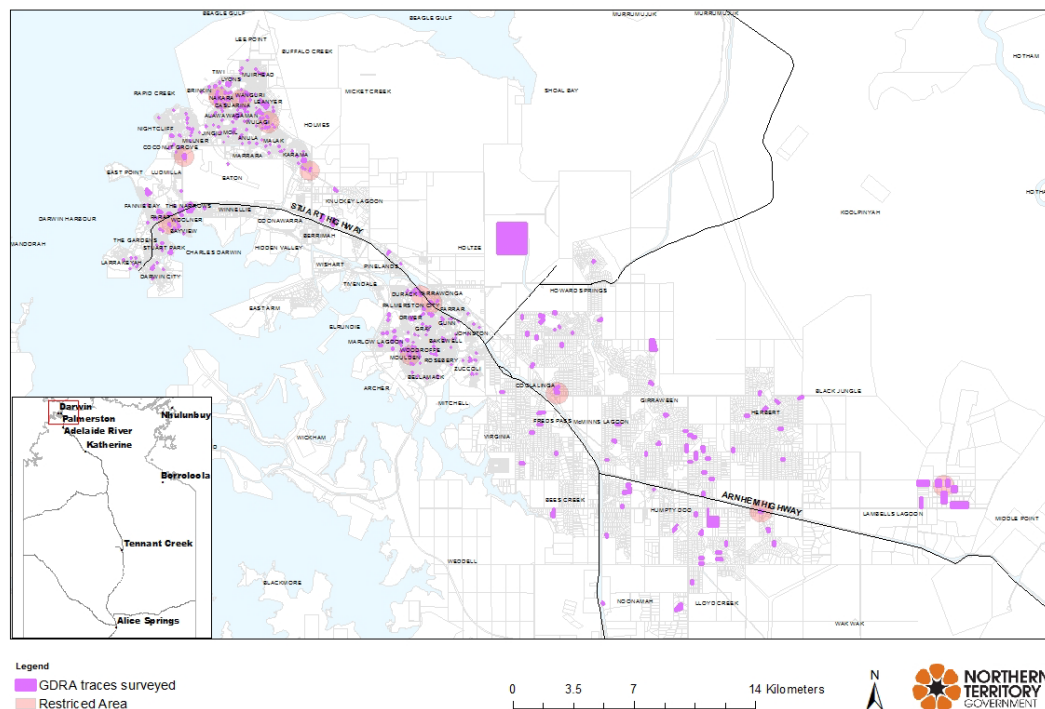 BEAGLE GULF
BEAGLE GULF
MURRUMUJUK
MURRUMUJUK
LEE POINT
BUFFALO CREEK
HOTHAM
TIWI
LYONS
MUIRHEAD
RAPID CREEK
BRINKIN
NAKARA
WANGURI
MICKET CREEK
SHOAL BAY
CASUARINA
LEANYER
ALAWA
WAGAMAN
WULAGI
HOLMES
NIGHTCLIFF
JINGILI
MOIL
ANULA
MALAK
MILLNER
COCONUT GROVE
MARRARA
KARAMA
EAST POINT
LUDMILLA
EATON
KNUCKEY LAGOON
FANNIE BAY
THE NARROWS
WINNELLIE
STUART HIGHWAY
KOOLPINYAH
DARWIN HARBOUR
PARAP
WOOLNER
COONAWARRA
BAYVIEW
BERRIMAH
MANDORAH
THE GARDENS
STUART PARK
HIDDEN VALLEY
CHARLES DARWIN
HOLTZE
LARRAKEYAH
WISHART
PINELANDS
DARWIN CITY
TIVENDALE
HOWARD SPRINGS
DURACK
YARRAWONGA
EAST ARM
PALMERSTON CITY
FARRAR
DRIVER
ELRUNDIE
GRAY
GUNN
JOHNSTON
MARLOW LAGOON
BAKEWELL
WOODROFFE
MOULDEN
ROSEBERY
ZUCCOLI
BELLAMACK
ARCHER
COOLALINGA
BLACK JUNGLE
MITCHELL
GIRRAWEEN
HERBERT
FREDS PASS
McMINNS LAGOON
VIRGINIA
WICKHAM
BEES CREEK
ARNHEM HIGHWAY
HUMPTY DOO
LAMBELLS LAGOON
MIDDLE POINT
WEDDELL
BLACKMORE
NOONAMAH
LLOYD CREEK
WAK WAK
Darwin
Nhulunbuy
Palmerston
Adelaide River
Katherine
Borroloola
Tennant Creek
Alice Springs
Legend
GDRA traces surveyed
Restriced Area
0 3.5 7 14 Kilometers
N
NORTHERN
TERRITORY
GOVERNMENT